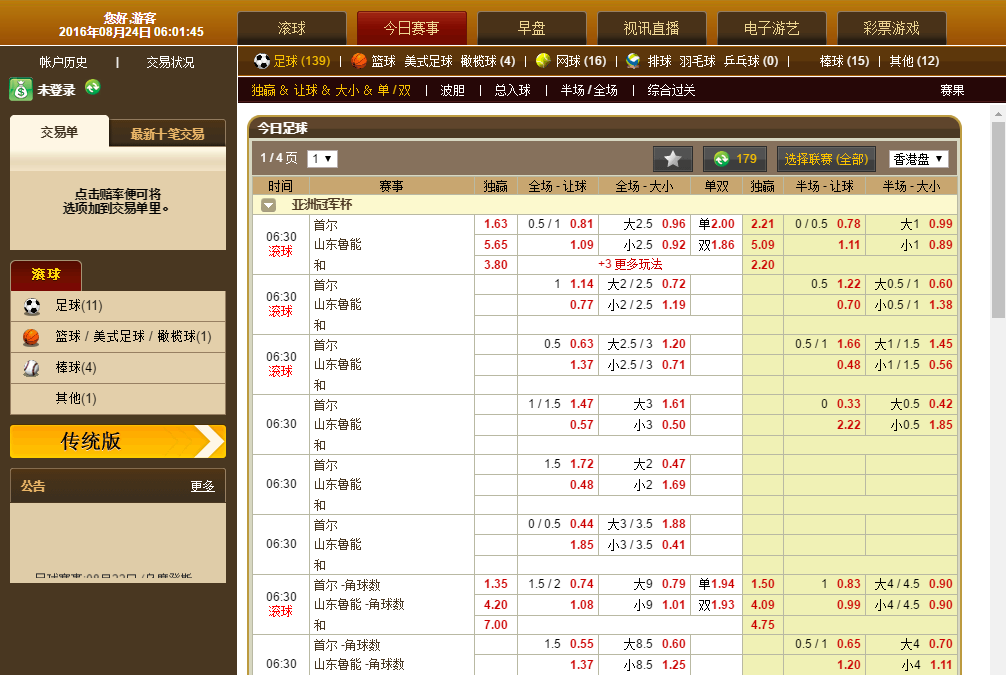 您好,游客
2016年08月24日 06:01:45
滚球 今日赛事 早盘 视讯直播 电子游艺 彩票游戏
帐户历史 | 交易状况
未登录
足球 (139) | 篮球 美式足球 橄榄球 (4) | 网球 (16) | 排球 羽毛球 乒乓球 (0) | 棒球 (15) | 其他 (12)
独赢 & 让球 & 大小 & 单 / 双 | 波胆 | 总入球 | 半场 / 全场 | 综合过关 赛果
交易单 最新十笔交易
点击赔率便可将
选项加到交易单里。
滚球
足球(11)
篮球 / 美式足球 / 橄榄球(1)
棒球(4)
其他(1)
传统版
公告 更多
今日足球
1 / 4 页 1 ▼ ★ 179 选择联赛 (全部) 香港盘 ▼
时间 赛事 独赢 全场 - 让球 全场 - 大小 单双 独赢 半场 - 让球 半场 - 大小
亚洲冠军杯
首尔 1.63 0.5 / 1 0.81 大2.5 0.96 单2.00 2.21 0 / 0.5 0.78 大1 0.99
06:30
滚球
山东鲁能 5.65 1.09 小2.5 0.92 双1.86 5.09 1.11 小1 0.89
和 3.80 +3 更多玩法 2.20
首尔 1 1.14 大2 / 2.5 0.72 0.5 1.22 大0.5 / 1 0.60
06:30
滚球
山东鲁能 0.77 小2 / 2.5 1.19 0.70 小0.5 / 1 1.38
和
首尔 0.5 0.63 大2.5 / 3 1.20 0.5 / 1 1.66 大1 / 1.5 1.45
06:30
滚球
山东鲁能 1.37 小2.5 / 3 0.71 0.48 小1 / 1.5 0.56
和
首尔 1 / 1.5 1.47 大3 1.61 0 0.33 大0.5 0.42
06:30 山东鲁能 0.57 小3 0.50 2.22 小0.5 1.85
和
首尔 1.5 1.72 大2 0.47
06:30 山东鲁能 0.48 小2 1.69
和
首尔 0 / 0.5 0.44 大3 / 3.5 1.88
06:30 山东鲁能 1.85 小3 / 3.5 0.41
和
首尔 -角球数 1.35 1.5 / 2 0.74 大9 0.79 单1.94 1.50 1 0.83 大4 / 4.5 0.90
06:30
滚球
山东鲁能 -角球数 4.20 1.08 小9 1.01 双1.93 4.09 0.99 小4 / 4.5 0.90
和 7.00 4.75
首尔 -角球数 1.5 0.55 大8.5 0.60 0.5 / 1 0.65 大4 0.70
06:30 山东鲁能 -角球数 1.37 小8.5 1.25 1.20 小4 1.11